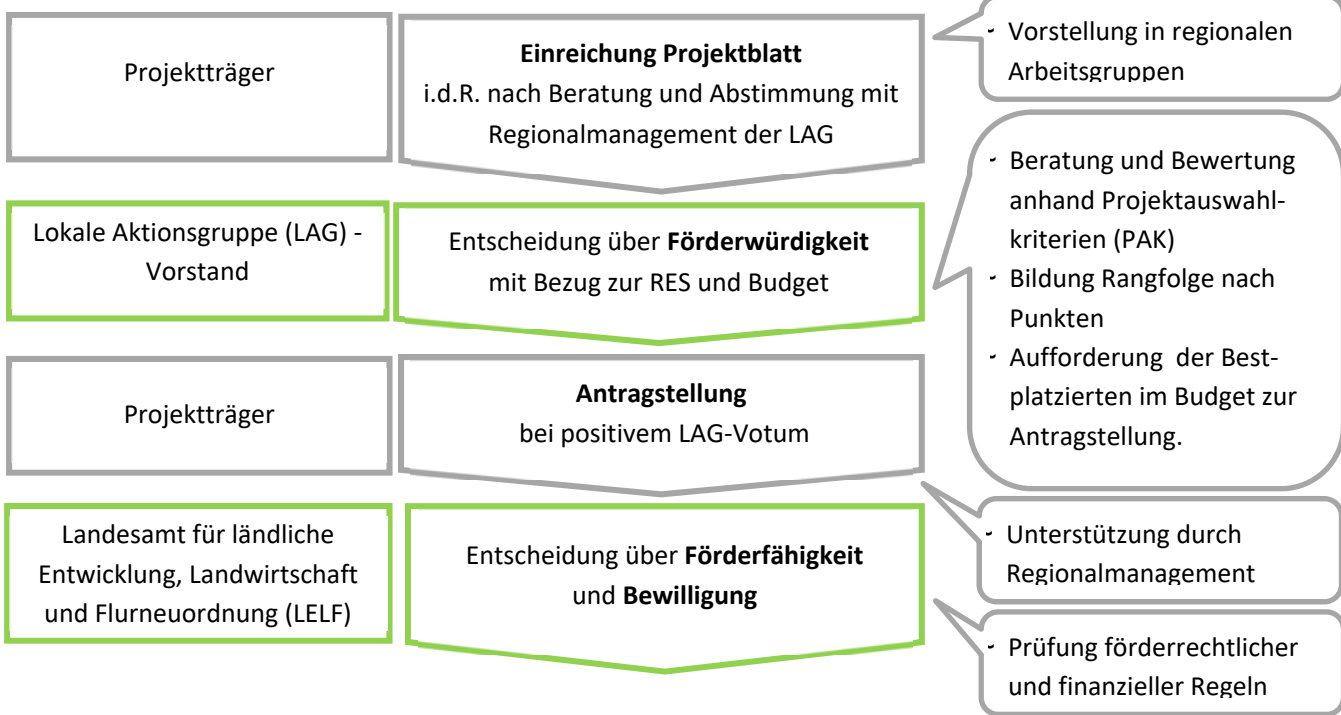 Projektträger
Einreichung Projektblatt
i.d.R. nach Beratung und Abstimmung mit
Regionalmanagement der LAG
- Vorstellung in regionalen
Arbeitsgruppen
Lokale Aktionsgruppe (LAG) -
Vorstand
Entscheidung über Förderwürdigkeit
mit Bezug zur RES und Budget
- Beratung und Bewertung
anhand Projektauswahl-
kriterien (PAK)
- Bildung Rangfolge nach
Punkten
- Aufforderung der Best-
platzierten im Budget zur
Antragstellung.
Projektträger
Antragstellung
bei positivem LAG-Votum
- Unterstützung durch
Regionalmanagement
Landesamt für ländliche
Entwicklung, Landwirtschaft
und Flurneuordnung (LELF)
Entscheidung über Förderfähigkeit
und Bewilligung
- Prüfung förderrechtlicher
und finanzieller Regeln